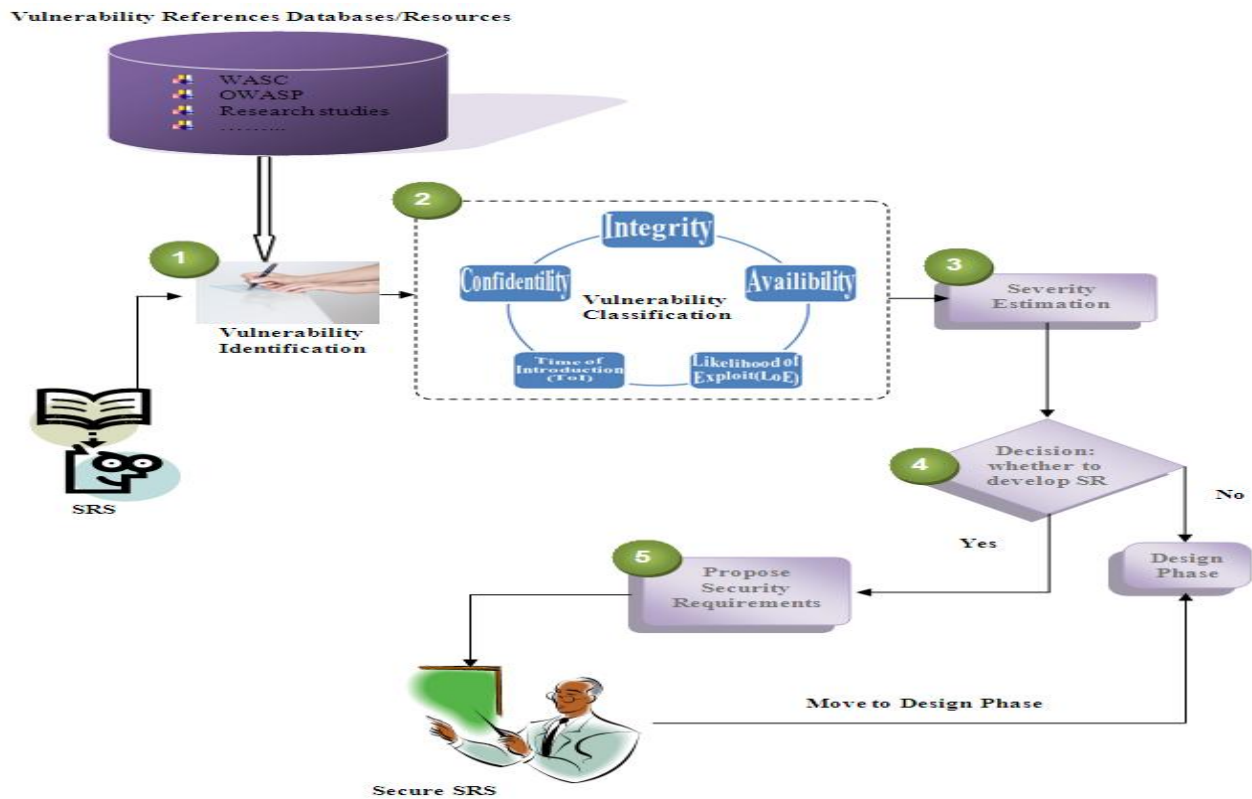 Vulnerability References Databases/Resources
WASC
OWASP
Research studies
………
1
Vulnerability
Identification
2
Integrity
Confidentility
Availibility
Vulnerability
Classification
Time of
Introduction
(ToI)
Likelihood of
Exploit(LoE)
3
Severity
Estimation
SRS
4
Decision:
whether to
develop SR
No
Yes
Design
Phase
5
Propose
Security
Requirements
Move to Design Phase
Secure SRS